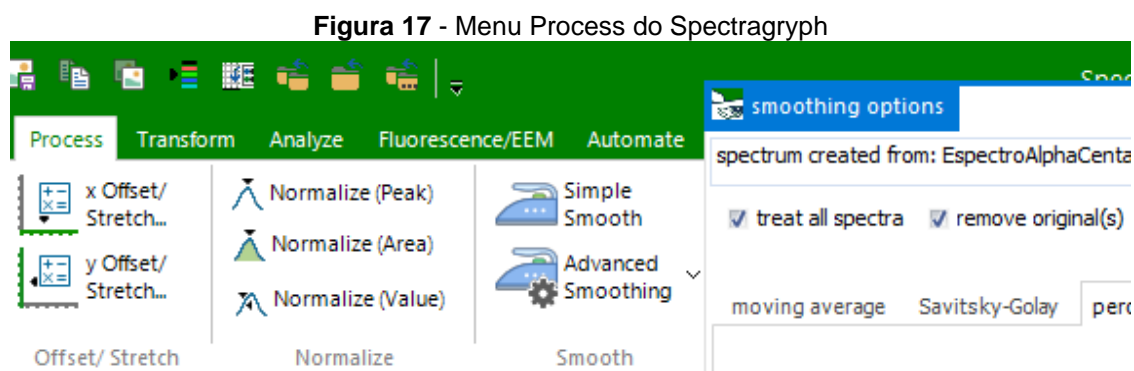 Figura 17 - Menu Process do Spectragryph
smoothing options
Process Transform Analyze Fluorescence/EEM Automate
spectrum created from: EspectroAlphaCenta
x Offset/
Stretch...
Normalize (Peak)
Simple
Smooth
treat all spectra remove original(s)
Normalize (Area)
y Offset/
Stretch...
Advanced
Smoothing
Normalize (Value)
moving average Savitsky-Golay
Offset/ Stretch Normalize Smooth